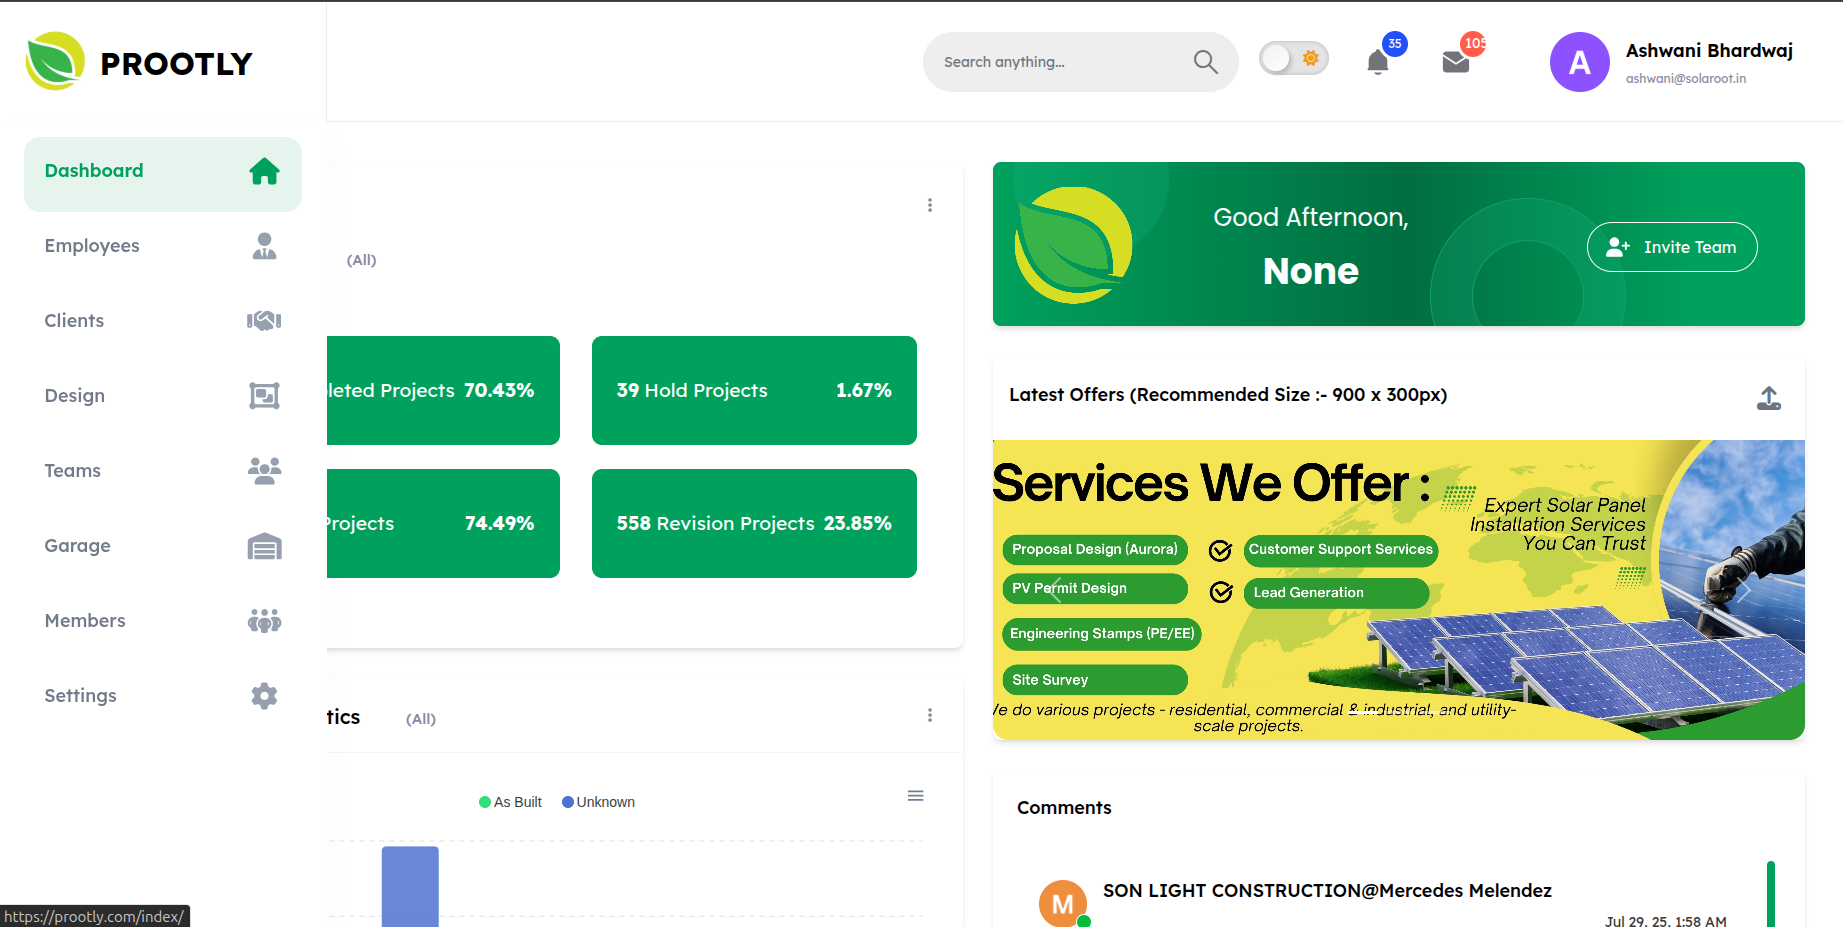 PROOTLY
Search anything...
35
105
A
Ashwani Bhardwaj
ashwani@solaroot.in
Dashboard
Employees
Clients
Design
Teams
Garage
Members
Settings
(All)
leted Projects 70.43%
39 Hold Projects 1.67%
Projects 74.49%
558 Revision Projects 23.85%
tics (All)
As Built Unknown
Good Afternoon,
None
Invite Team
Latest Offers (Recommended Size :- 900 x 300px)
Services We Offer :
Expert Solar Panel
Installation Services
You Can Trust
Proposal Design (Aurora)
Customer Support Services
PV Permit Design
Lead Generation
Engineering Stamps (PE/EE)
Site Survey
We do various projects - residential, commercial & industrial, and utility-
scale projects.
Comments
M
SON LIGHT CONSTRUCTION@Mercedes Melendez
Jul 29, 25, 1:58 AM
https://prootly.com/index/